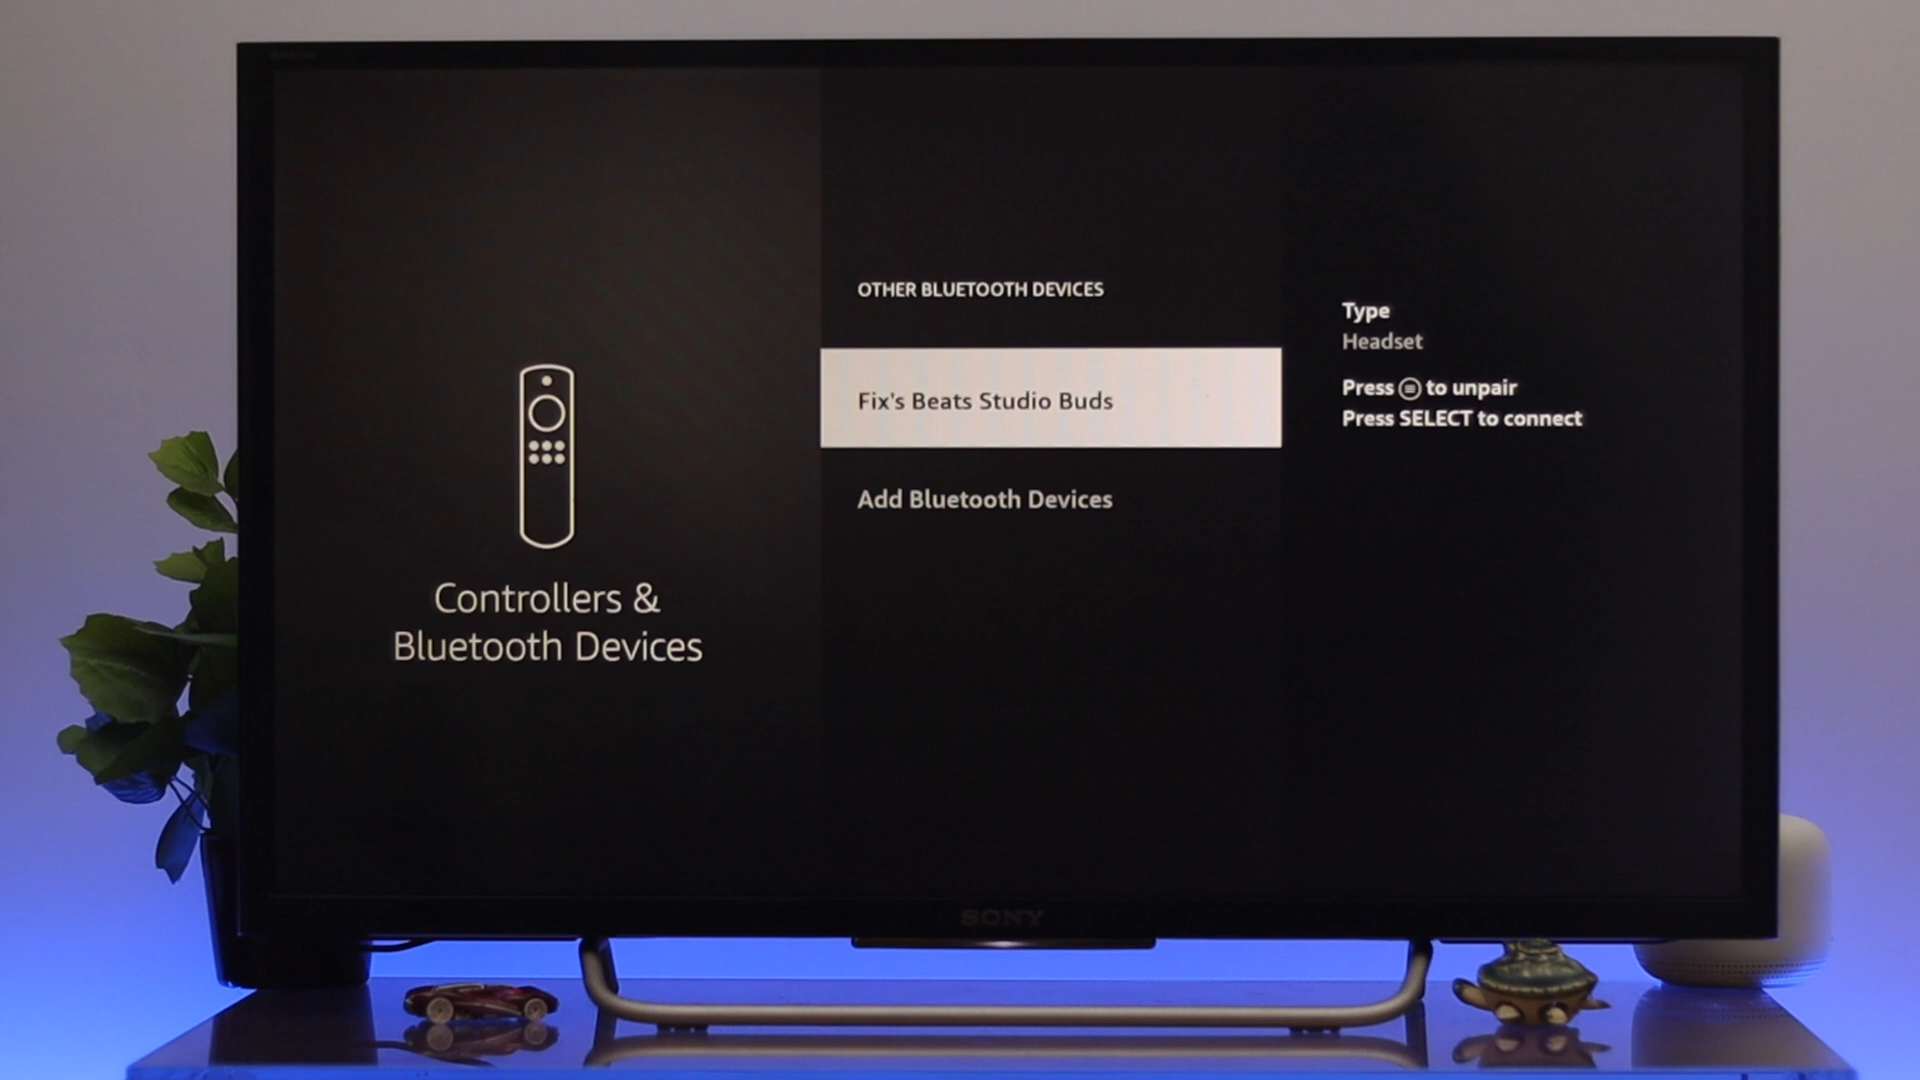 Controllers &
Bluetooth Devices
OTHER BLUETOOTH DEVICES
Fix's Beats Studio Buds
Add Bluetooth Devices
Type
Headset
Press to unpair
Press SELECT to connect
SONY